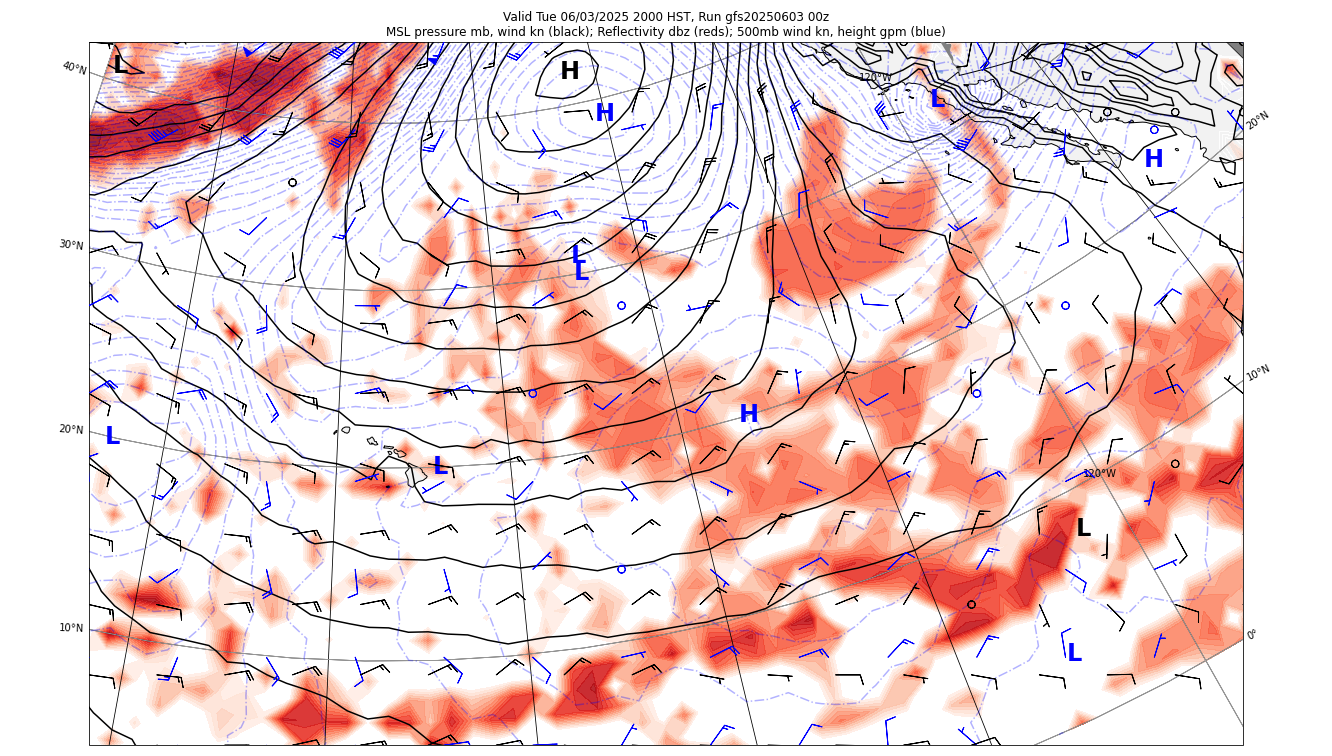 Valid Tue 06/03/2025 2000 HST, Run gfs20250603 00z
MSL pressure mb, wind kn (black); Reflectivity dbz (reds); 500mb wind kn, height gpm (blue)
40°N
L
H
H
120°W
L
20°N
H
30°N
L
L
10°N
20°N
L
H
L
120°W
L
10°N
0°
L